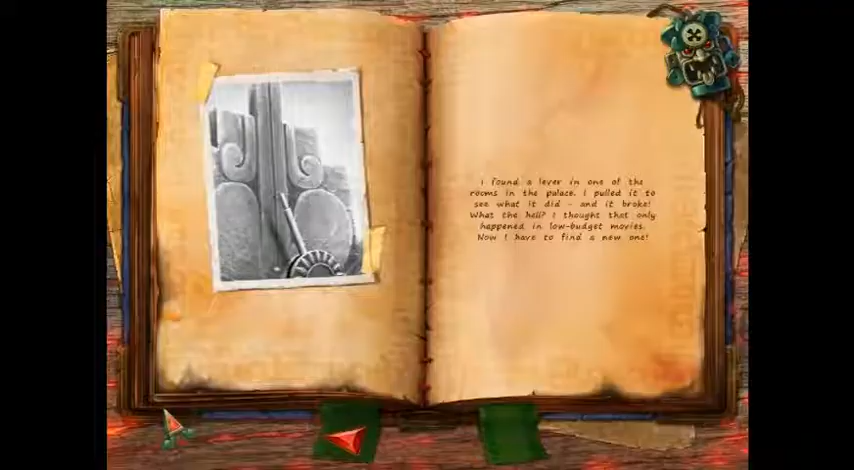 I found a lever in one of the
rooms in the palace. I pulled it to
see what it did - and it broke!
What the hell? I thought that only
happened in low-budget movies.
Now I have to find a new one!